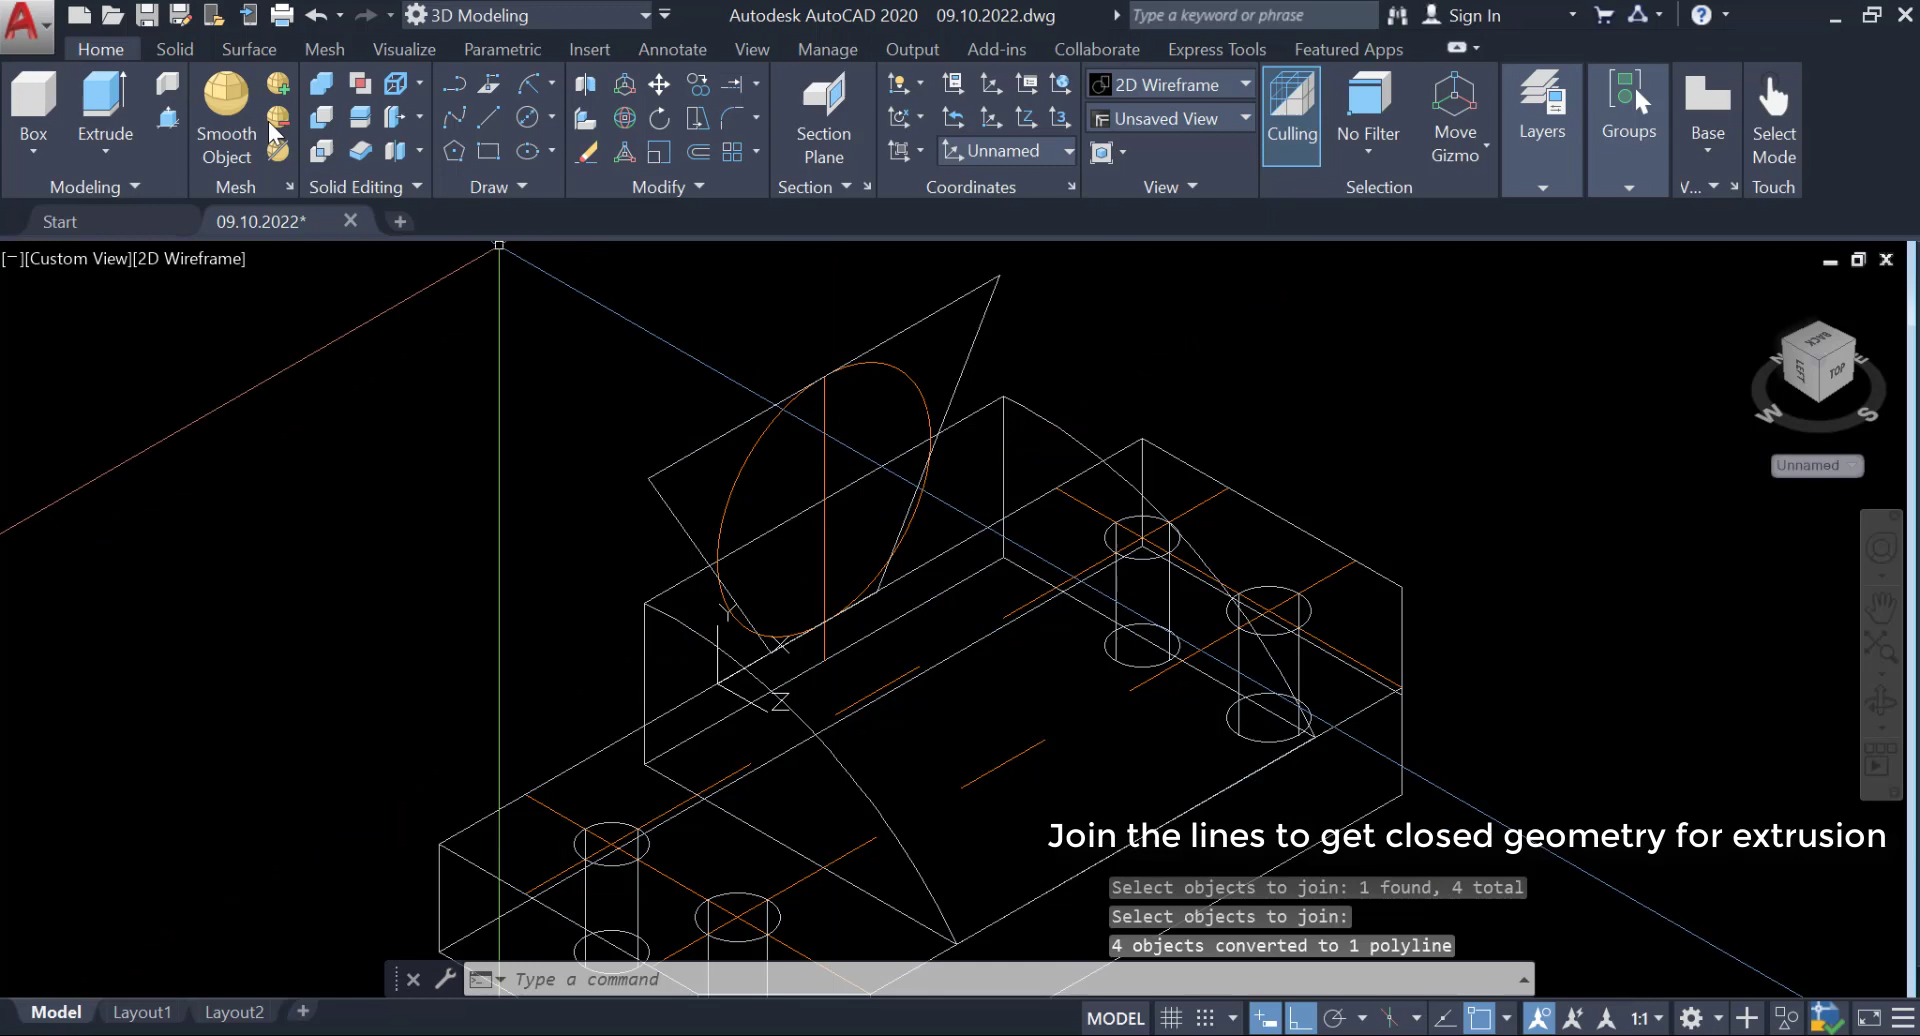 3D Modeling
Autodesk AutoCAD 2020 09.10.2022.dwg
Type a keyword or phrase
Sign In
Home Solid Surface Mesh Visualize Parametric Insert Annotate View Manage Output Add-ins Collaborate Express Tools Featured Apps
Box
Extrude
Smooth
Object
Section
Plane
2D Wireframe
Unsaved View
Unnamed
Culling
No Filter
Move
Gizmo
Layers
Groups
Base
Select
Mode
Modeling Mesh Solid Editing Draw Modify Section Coordinates View Selection V... Touch
Start
09.10.2022*
[−][Custom View][2D Wireframe]
BACK
LEFT
TOP
N
E
W
S
Unnamed
Y
X
Z
Join the lines to get closed geometry for extrusion
Select objects to join: 1 found, 4 total
Select objects to join:
4 objects converted to 1 polyline
Type a command
Model Layout1 Layout2
MODEL
1:1